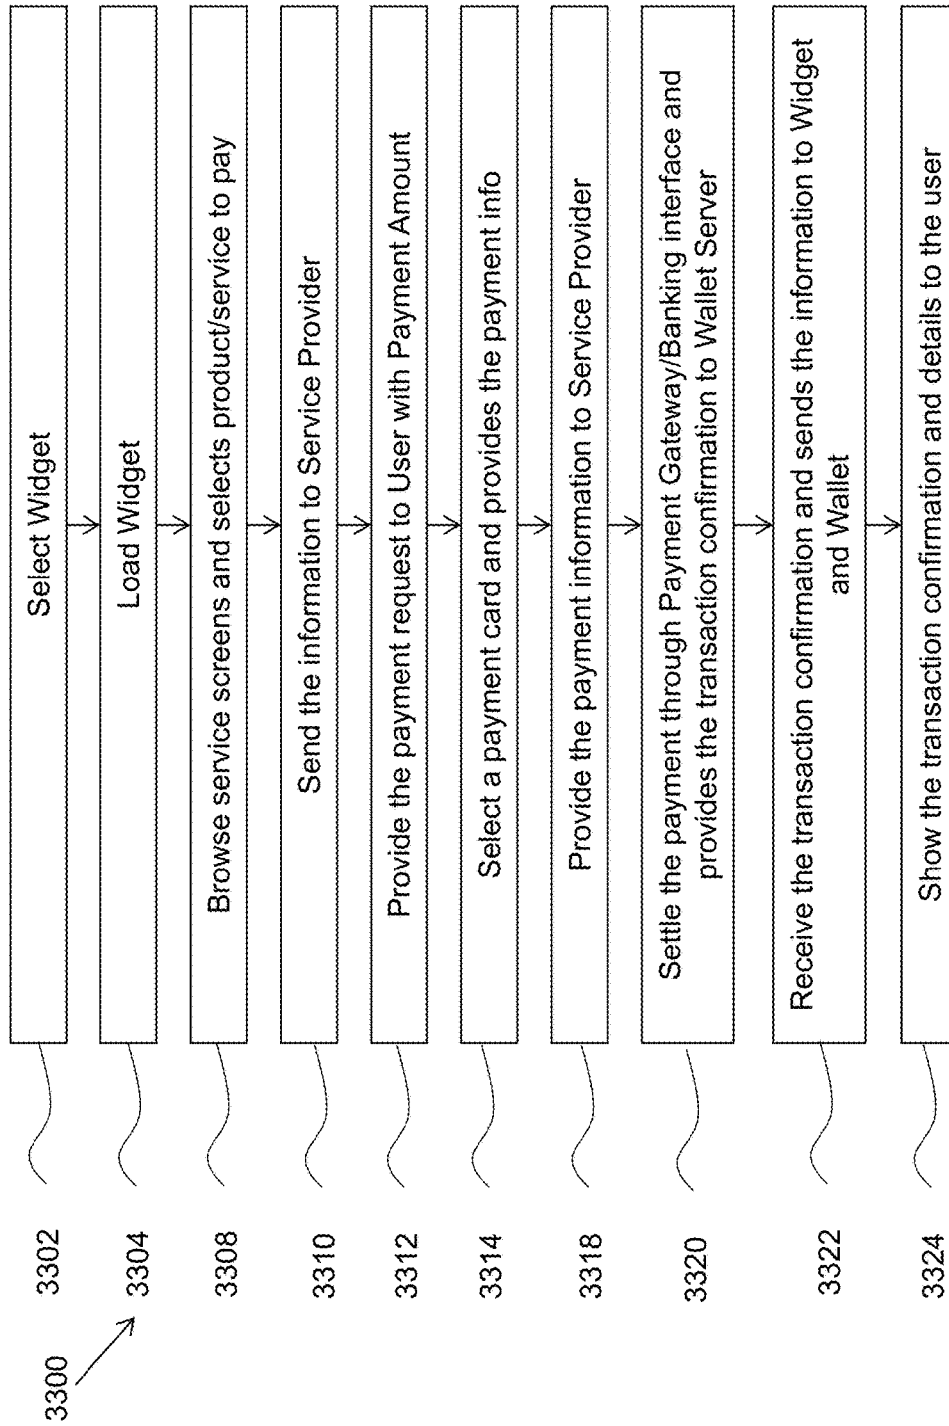 3300
3302
Select Widget
3304
Load Widget
3308
Browse service screens and selects product/service to pay
3310
Send the information to Service Provider
3312
Provide the payment request to User with Payment Amount
3314
Select a payment card and provides the payment info
3318
Provide the payment information to Service Provider
3320
Settle the payment through Payment Gateway/Banking interface and
provides the transaction confirmation to Wallet Server
3322
Receive the transaction confirmation and sends the information to Widget
and Wallet
3324
Show the transaction confirmation and details to the user